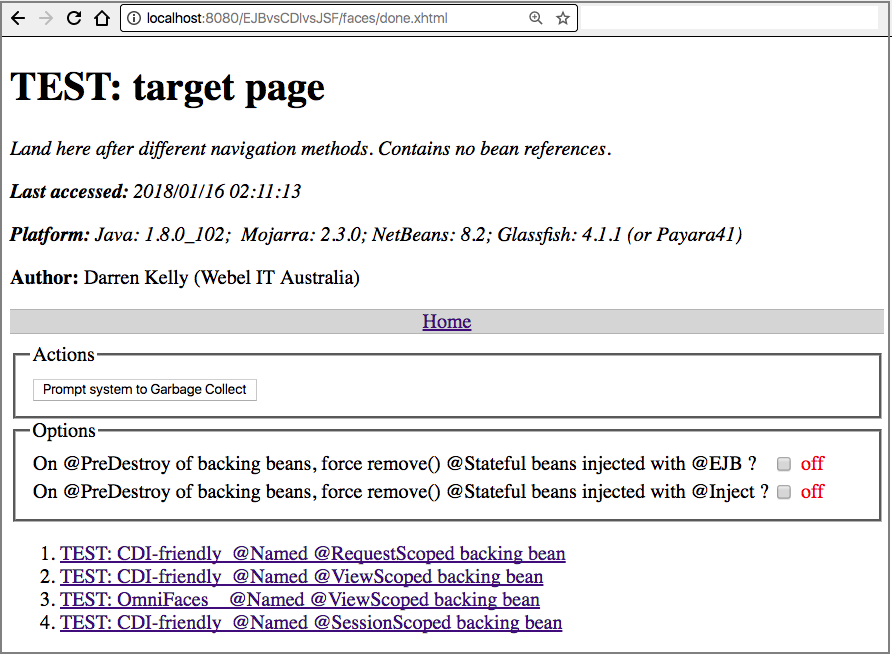 localhost:8080/EJBvsCDIvsJSF/faces/done.xhtml
TEST: target page
Land here after different navigation methods. Contains no bean references.
Last accessed: 2018/01/16 02:11:13
Platform: Java: 1.8.0_102;  Mojarra: 2.3.0; NetBeans: 8.2; Glassfish: 4.1.1 (or Payara41)
Author: Darren Kelly (Webel IT Australia)
Home
Actions
Prompt system to Garbage Collect
Options
On @PreDestroy of backing beans, force remove() @Stateful beans injected with @EJB ? off
On @PreDestroy of backing beans, force remove() @Stateful beans injected with @Inject ? off
1. TEST: CDI-friendly  @Named @RequestScoped backing bean
2. TEST: CDI-friendly  @Named @ViewScoped backing bean
3. TEST: OmniFaces    @Named @ViewScoped backing bean
4. TEST: CDI-friendly  @Named @SessionScoped backing bean